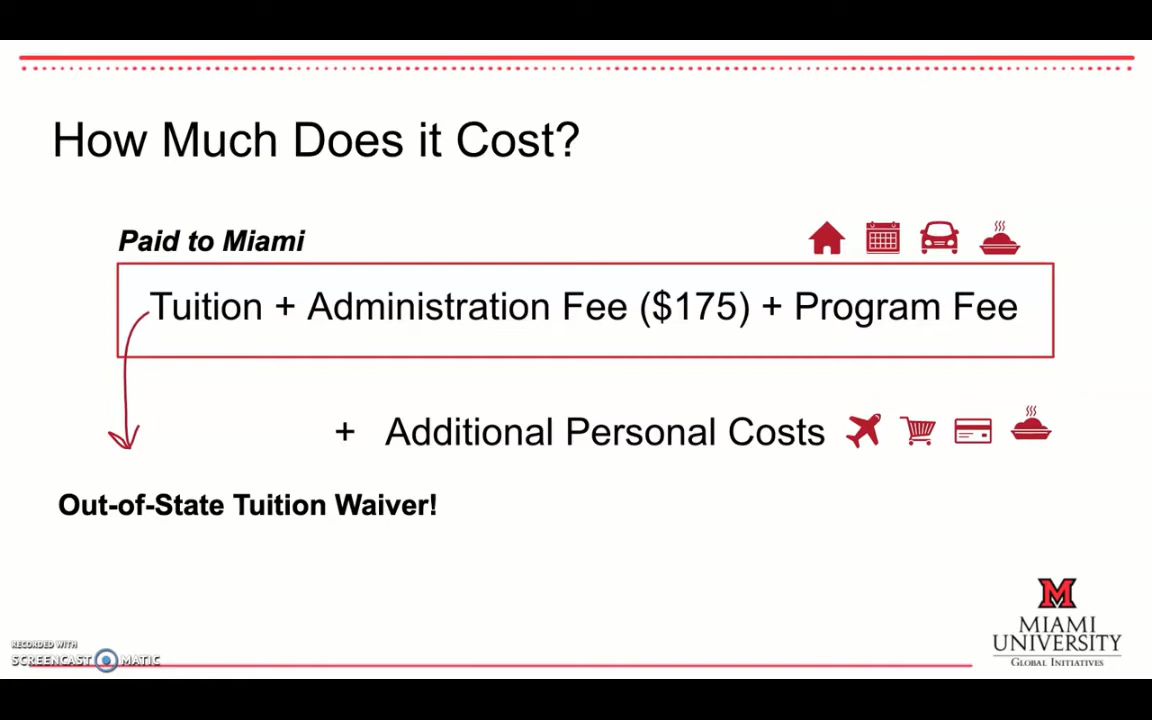 How Much Does it Cost?
Paid to Miami
Tuition + Administration Fee ($175) + Program Fee
+ Additional Personal Costs
Out-of-State Tuition Waiver!
M
MIAMI
UNIVERSITY
GLOBAL INITIATIVES
RECORDED WITH
SCREENCAST MATIC